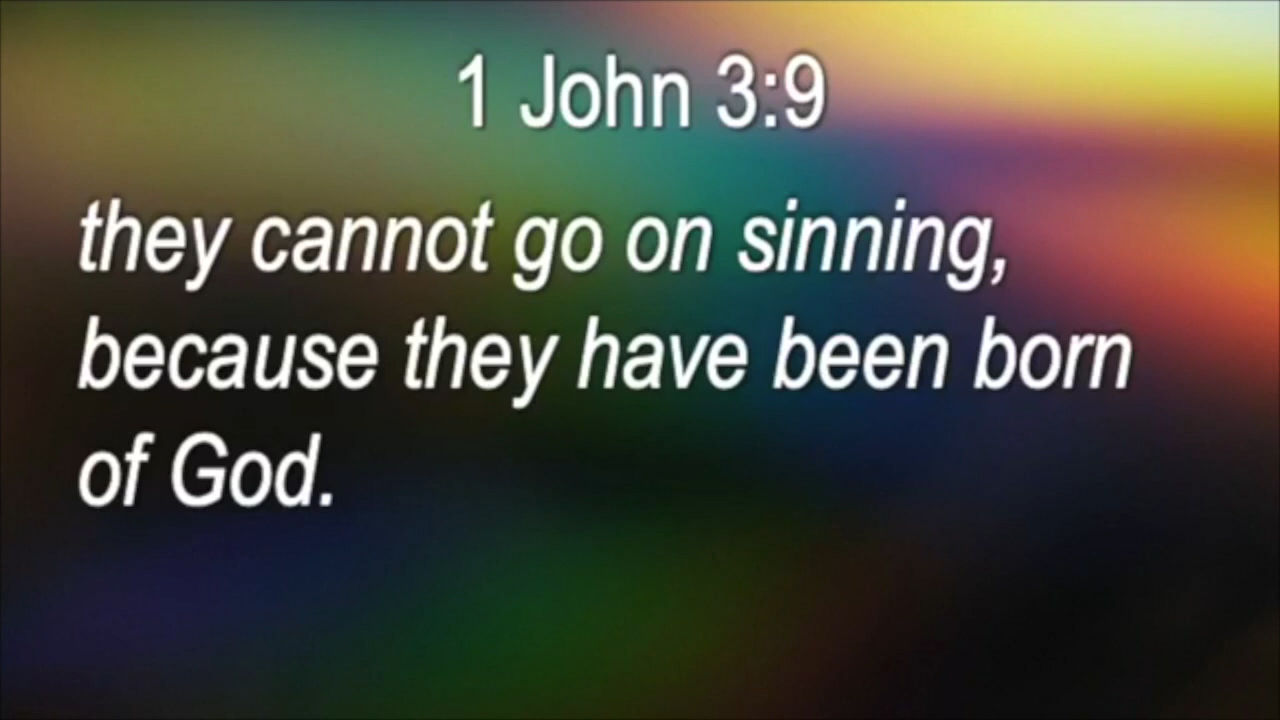 1 John 3:9
they cannot go on sinning,
because they have been born
of God.